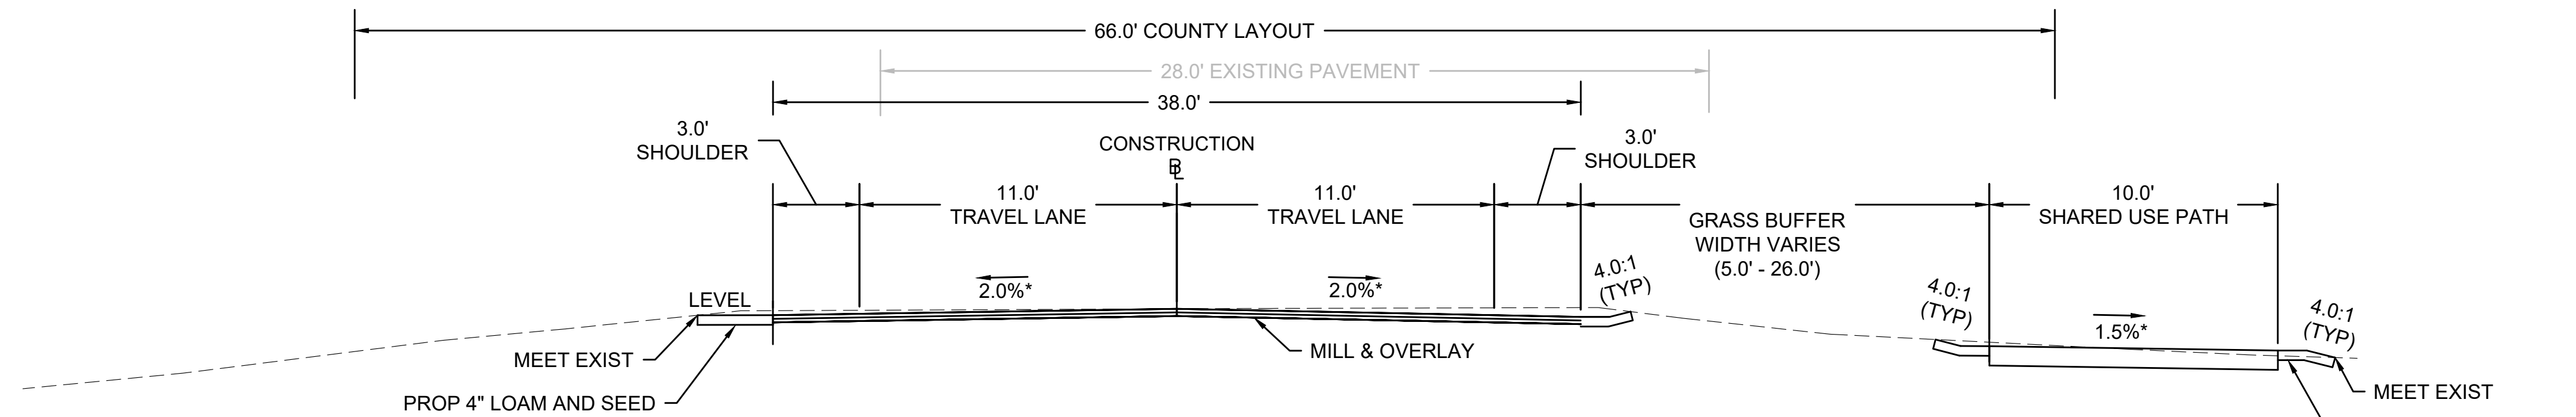 66.0' COUNTY LAYOUT
28.0' EXISTING PAVEMENT
38.0'
3.0'
SHOULDER
CONSTRUCTION
BL
3.0'
SHOULDER
11.0'
TRAVEL LANE
11.0'
TRAVEL LANE
GRASS BUFFER
WIDTH VARIES
(5.0' - 26.0')
10.0'
SHARED USE PATH
LEVEL
2.0%*
2.0%*
4.0:1
(TYP)
4.0:1
(TYP)
1.5%*
4.0:1
(TYP)
MEET EXIST
MILL & OVERLAY
MEET EXIST
PROP 4" LOAM AND SEED